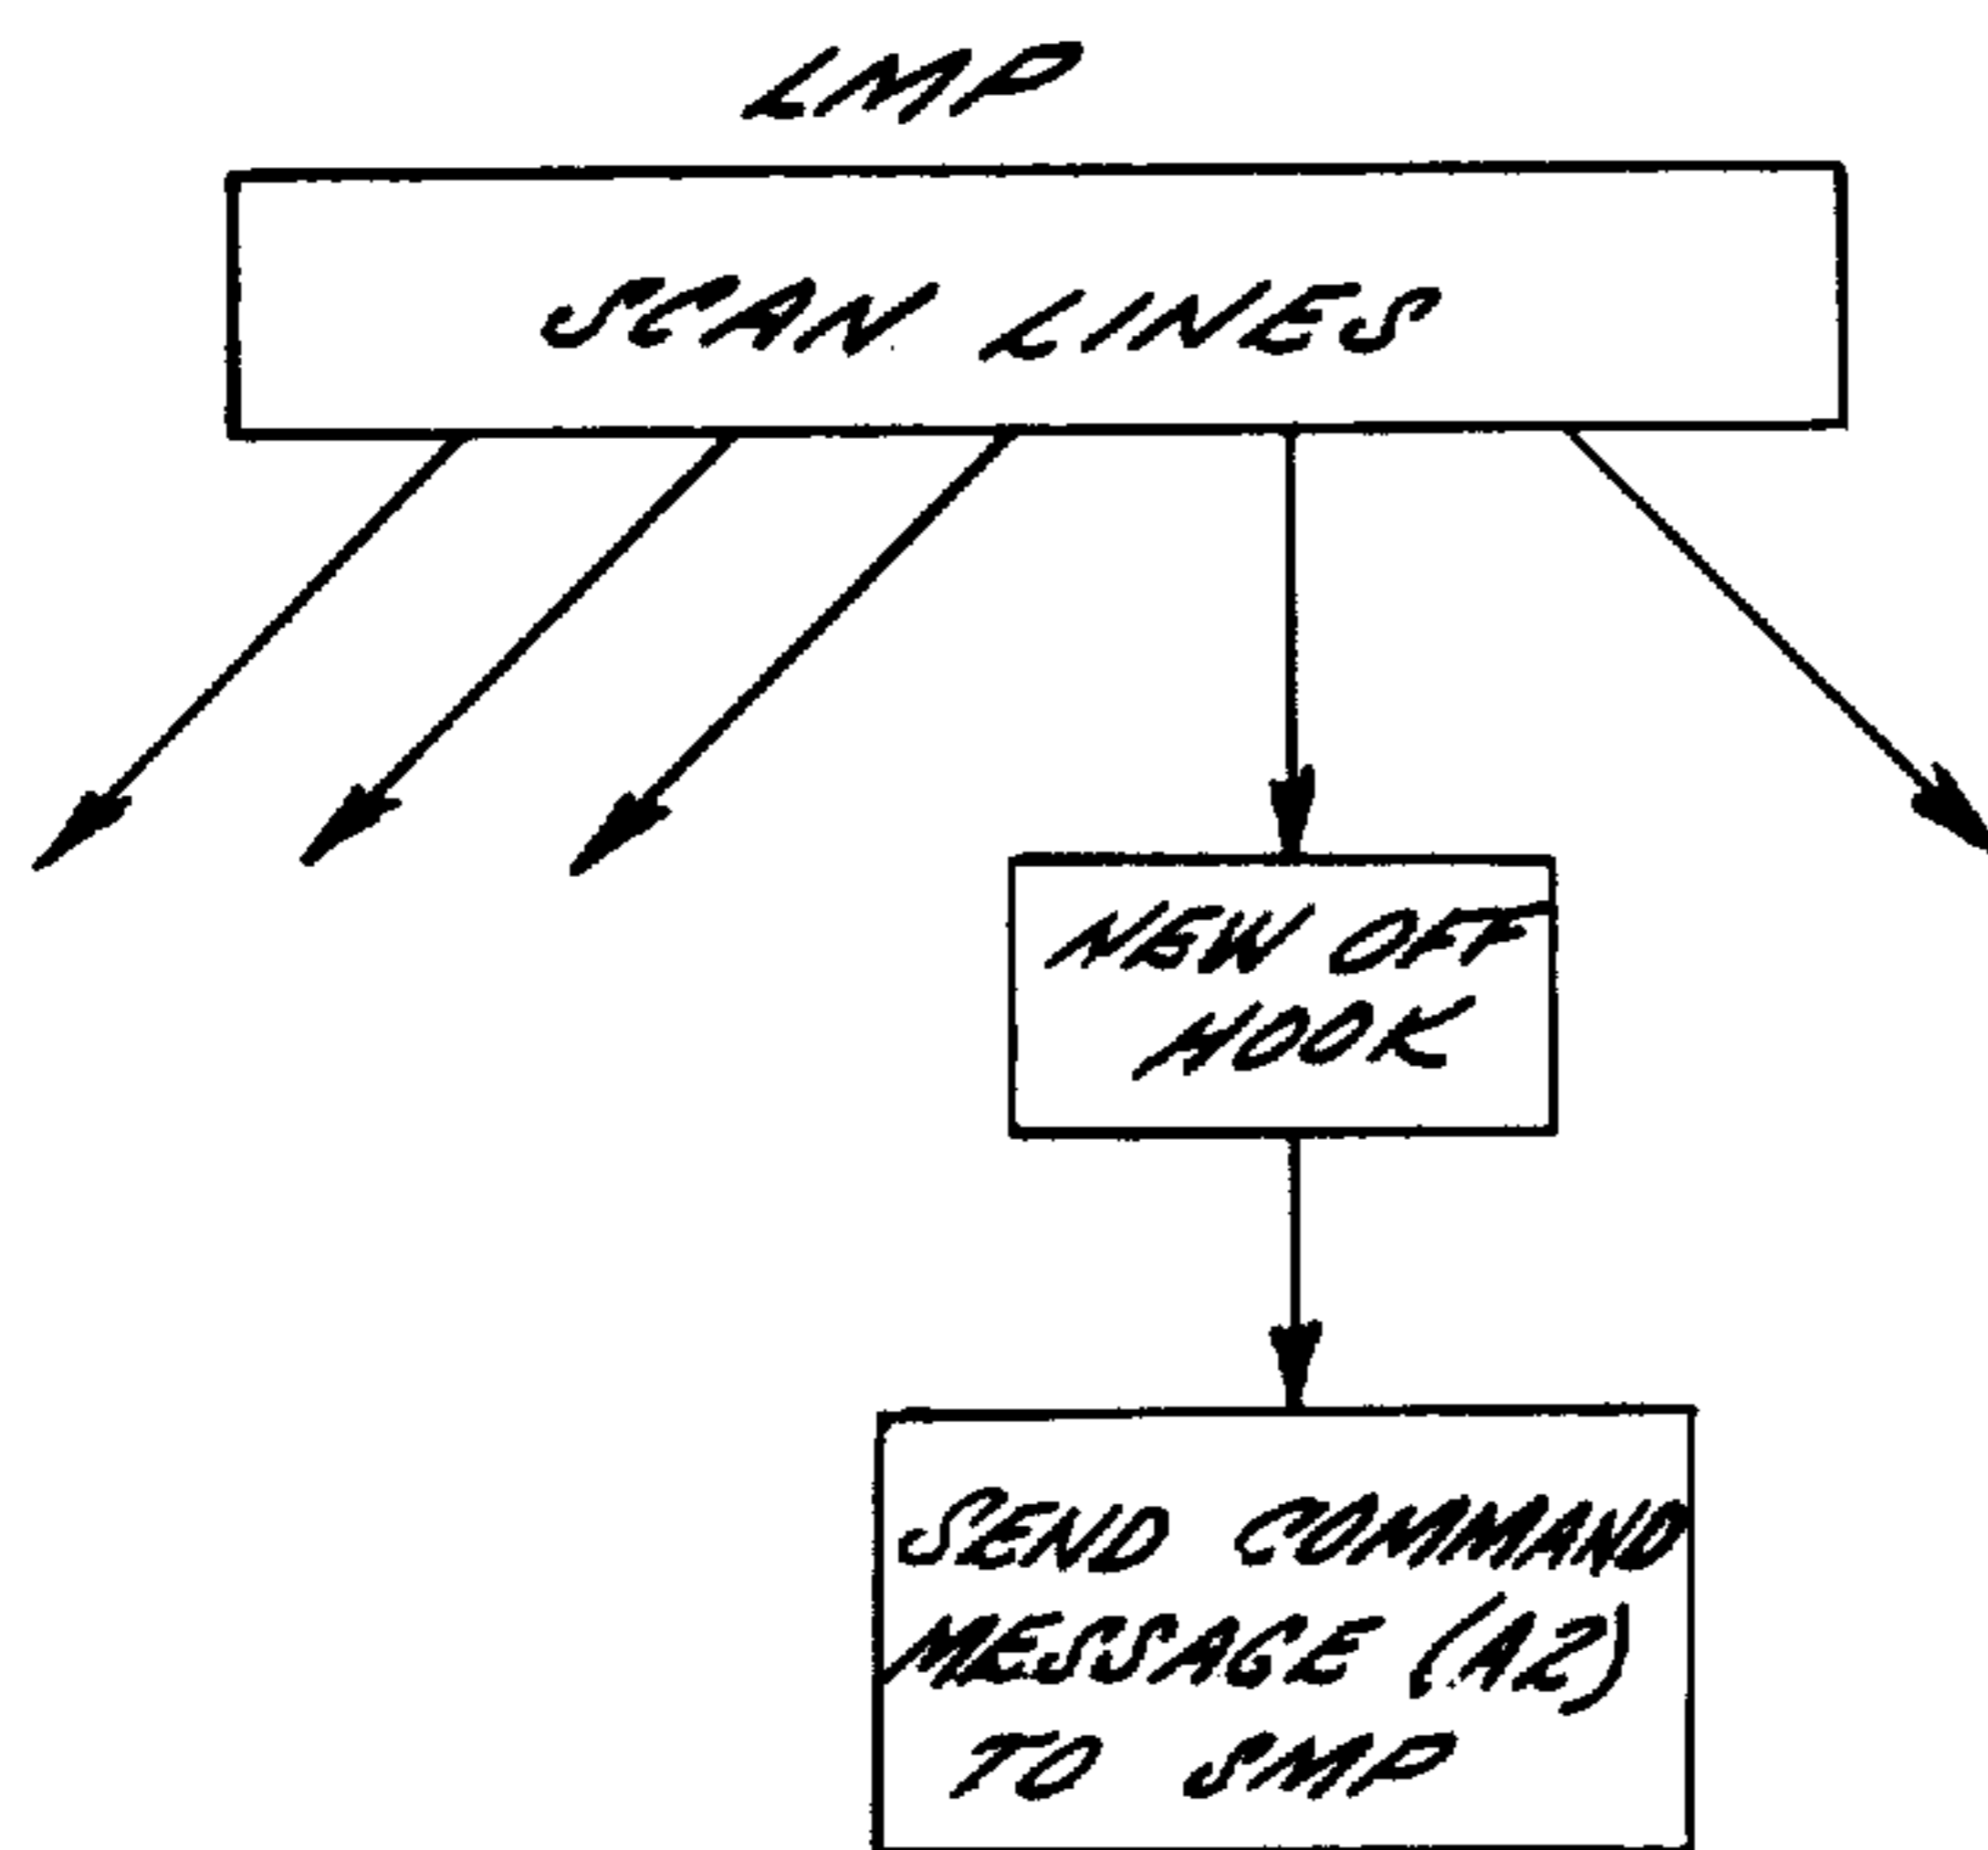 LMP
SCAN LINES
NEW OFF
HOOK
SEND COMMAND
MESSAGE (A2)
TO SMP